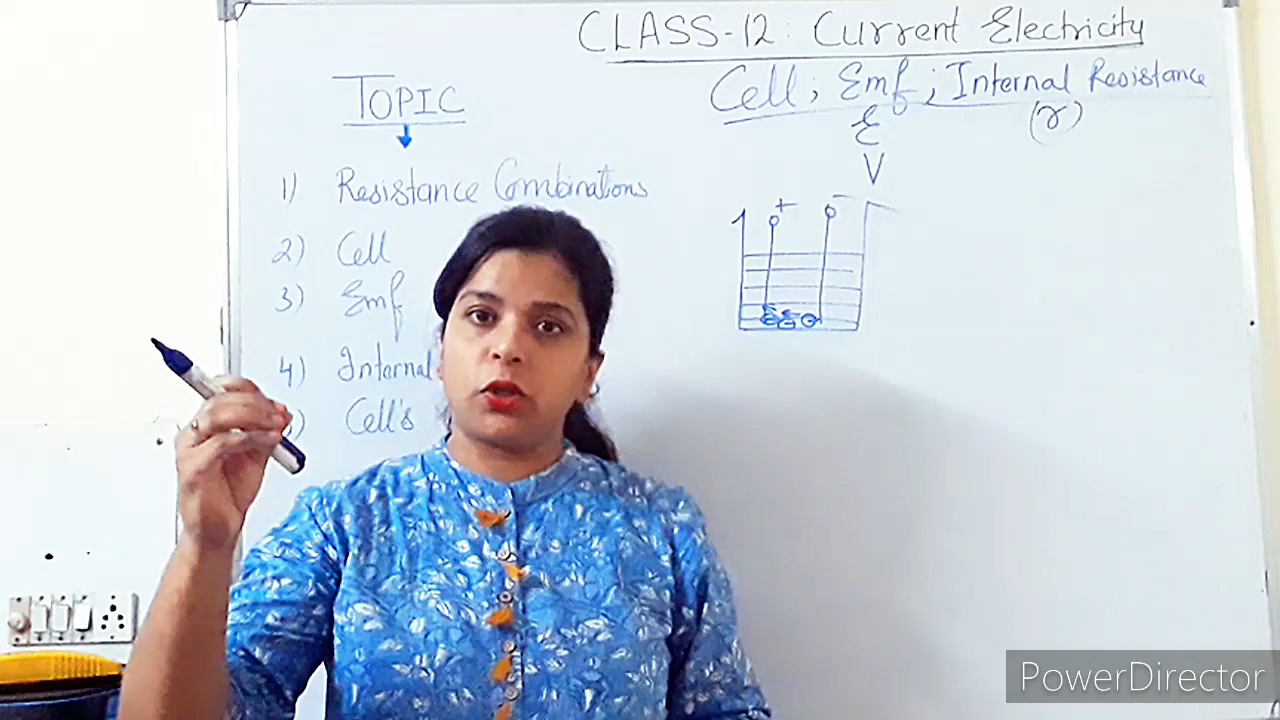 CLASS-12: Current Electricity
Cell; Emf; Internal Resistance
Ɛ (r)
V
TOPIC
1) Resistance Combinations
2) Cell
3) Emf
4) Internal
Cell's
+ -
PowerDirector